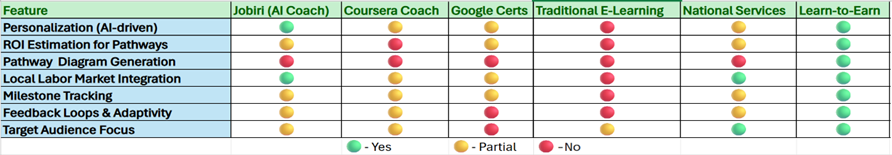 Feature Jobiri (AI Coach) Coursera Coach Google Certs Traditional E-Learning National Services Learn-to-Earn
Personalization (AI-driven)
ROI Estimation for Pathways
Pathway Diagram Generation
Local Labor Market Integration
Milestone Tracking
Feedback Loops & Adaptivity
Target Audience Focus
- Yes - Partial -No